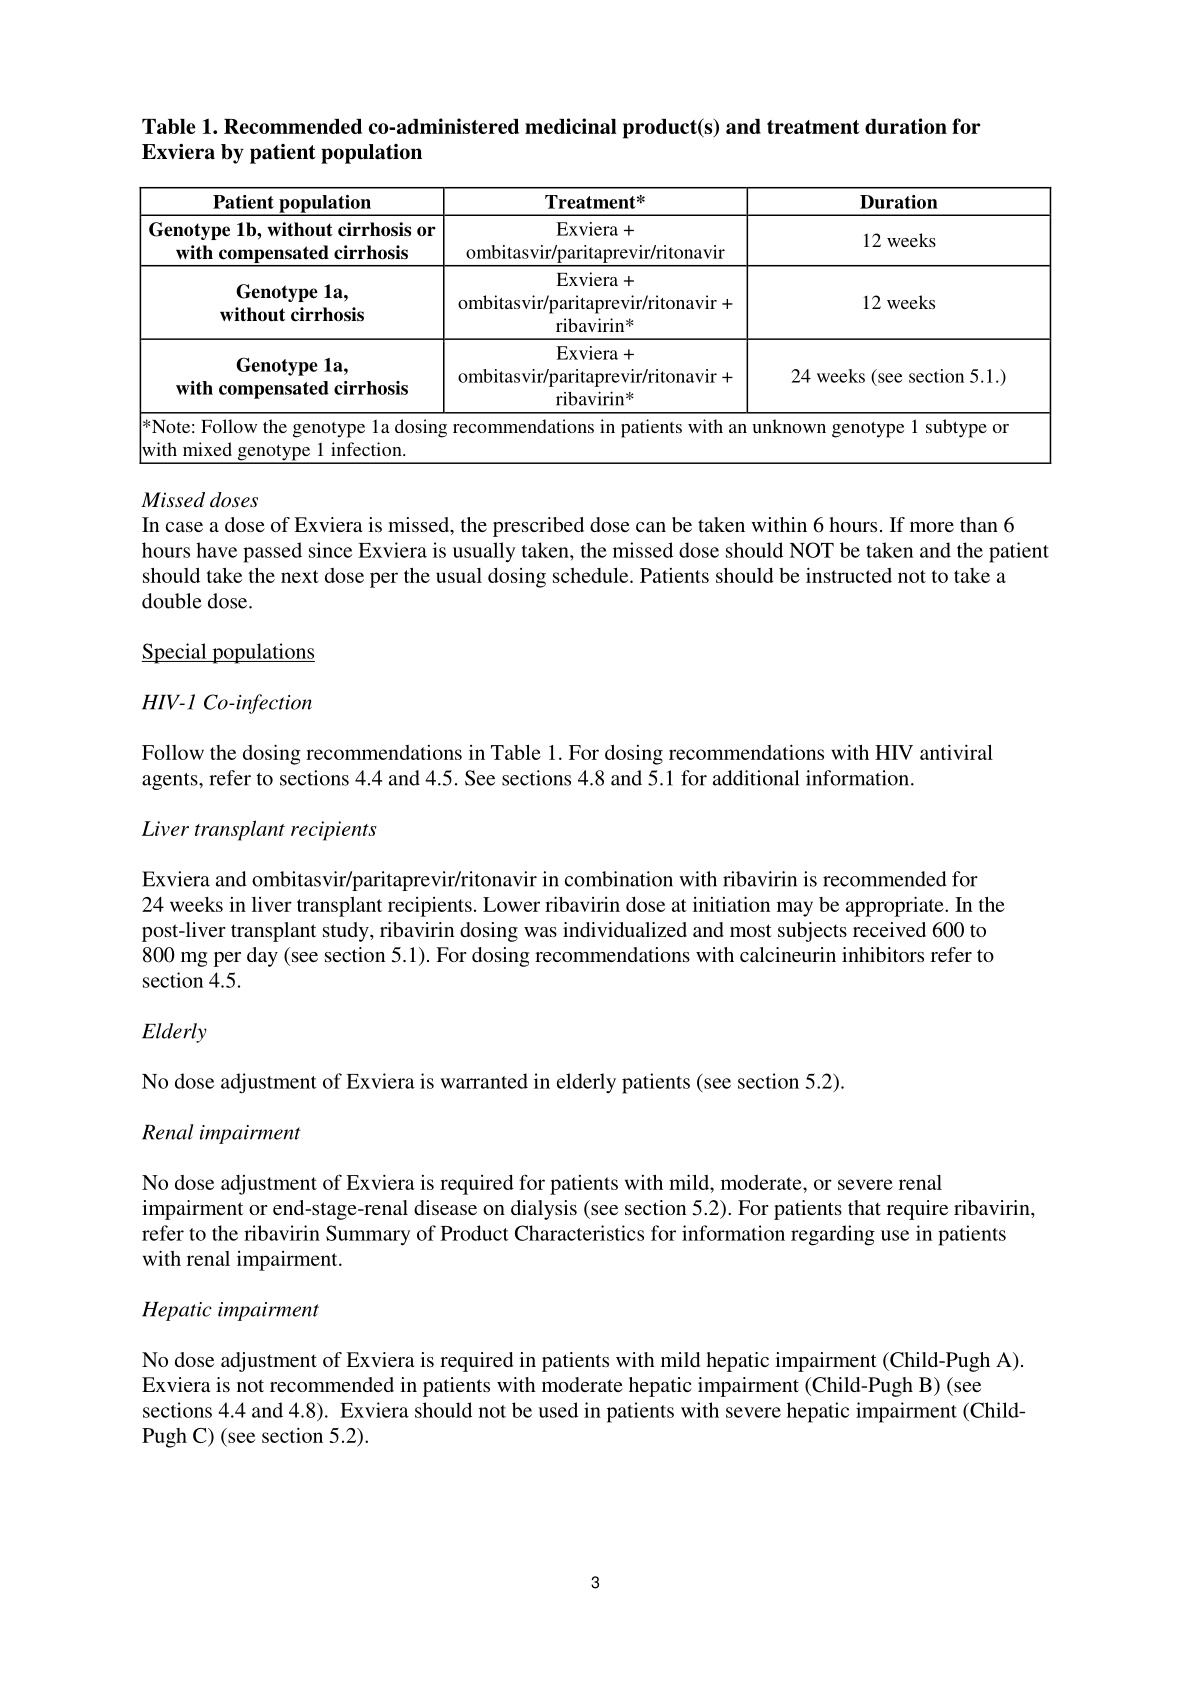 Table 1. Recommended co-administered medicinal product(s) and treatment duration for
Exviera by patient population
Patient population Treatment* Duration
Genotype 1b, without cirrhosis or
with compensated cirrhosis
Exviera +
ombitasvir/paritaprevir/ritonavir
12 weeks
Genotype 1a,
without cirrhosis
Exviera +
ombitasvir/paritaprevir/ritonavir +
ribavirin*
12 weeks
Genotype 1a,
with compensated cirrhosis
Exviera +
ombitasvir/paritaprevir/ritonavir +
ribavirin*
24 weeks (see section 5.1.)
*Note: Follow the genotype 1a dosing recommendations in patients with an unknown genotype 1 subtype or
with mixed genotype 1 infection.
Missed doses
In case a dose of Exviera is missed, the prescribed dose can be taken within 6 hours. If more than 6
hours have passed since Exviera is usually taken, the missed dose should NOT be taken and the patient
should take the next dose per the usual dosing schedule. Patients should be instructed not to take a
double dose.
Special populations
HIV-1 Co-infection
Follow the dosing recommendations in Table 1. For dosing recommendations with HIV antiviral
agents, refer to sections 4.4 and 4.5. See sections 4.8 and 5.1 for additional information.
Liver transplant recipients
Exviera and ombitasvir/paritaprevir/ritonavir in combination with ribavirin is recommended for
24 weeks in liver transplant recipients. Lower ribavirin dose at initiation may be appropriate. In the
post-liver transplant study, ribavirin dosing was individualized and most subjects received 600 to
800 mg per day (see section 5.1). For dosing recommendations with calcineurin inhibitors refer to
section 4.5.
Elderly
No dose adjustment of Exviera is warranted in elderly patients (see section 5.2).
Renal impairment
No dose adjustment of Exviera is required for patients with mild, moderate, or severe renal
impairment or end-stage-renal disease on dialysis (see section 5.2). For patients that require ribavirin,
refer to the ribavirin Summary of Product Characteristics for information regarding use in patients
with renal impairment.
Hepatic impairment
No dose adjustment of Exviera is required in patients with mild hepatic impairment (Child-Pugh A).
Exviera is not recommended in patients with moderate hepatic impairment (Child-Pugh B) (see
sections 4.4 and 4.8).  Exviera should not be used in patients with severe hepatic impairment (Child-
Pugh C) (see section 5.2).
3